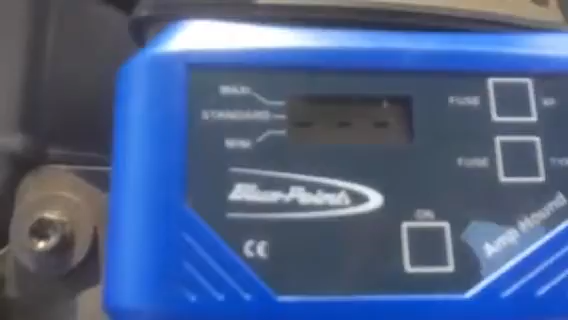 MAXI
STANDARD
MINI
FUSE
FUSE
Blue-Point
ON
CE
Amp Hound